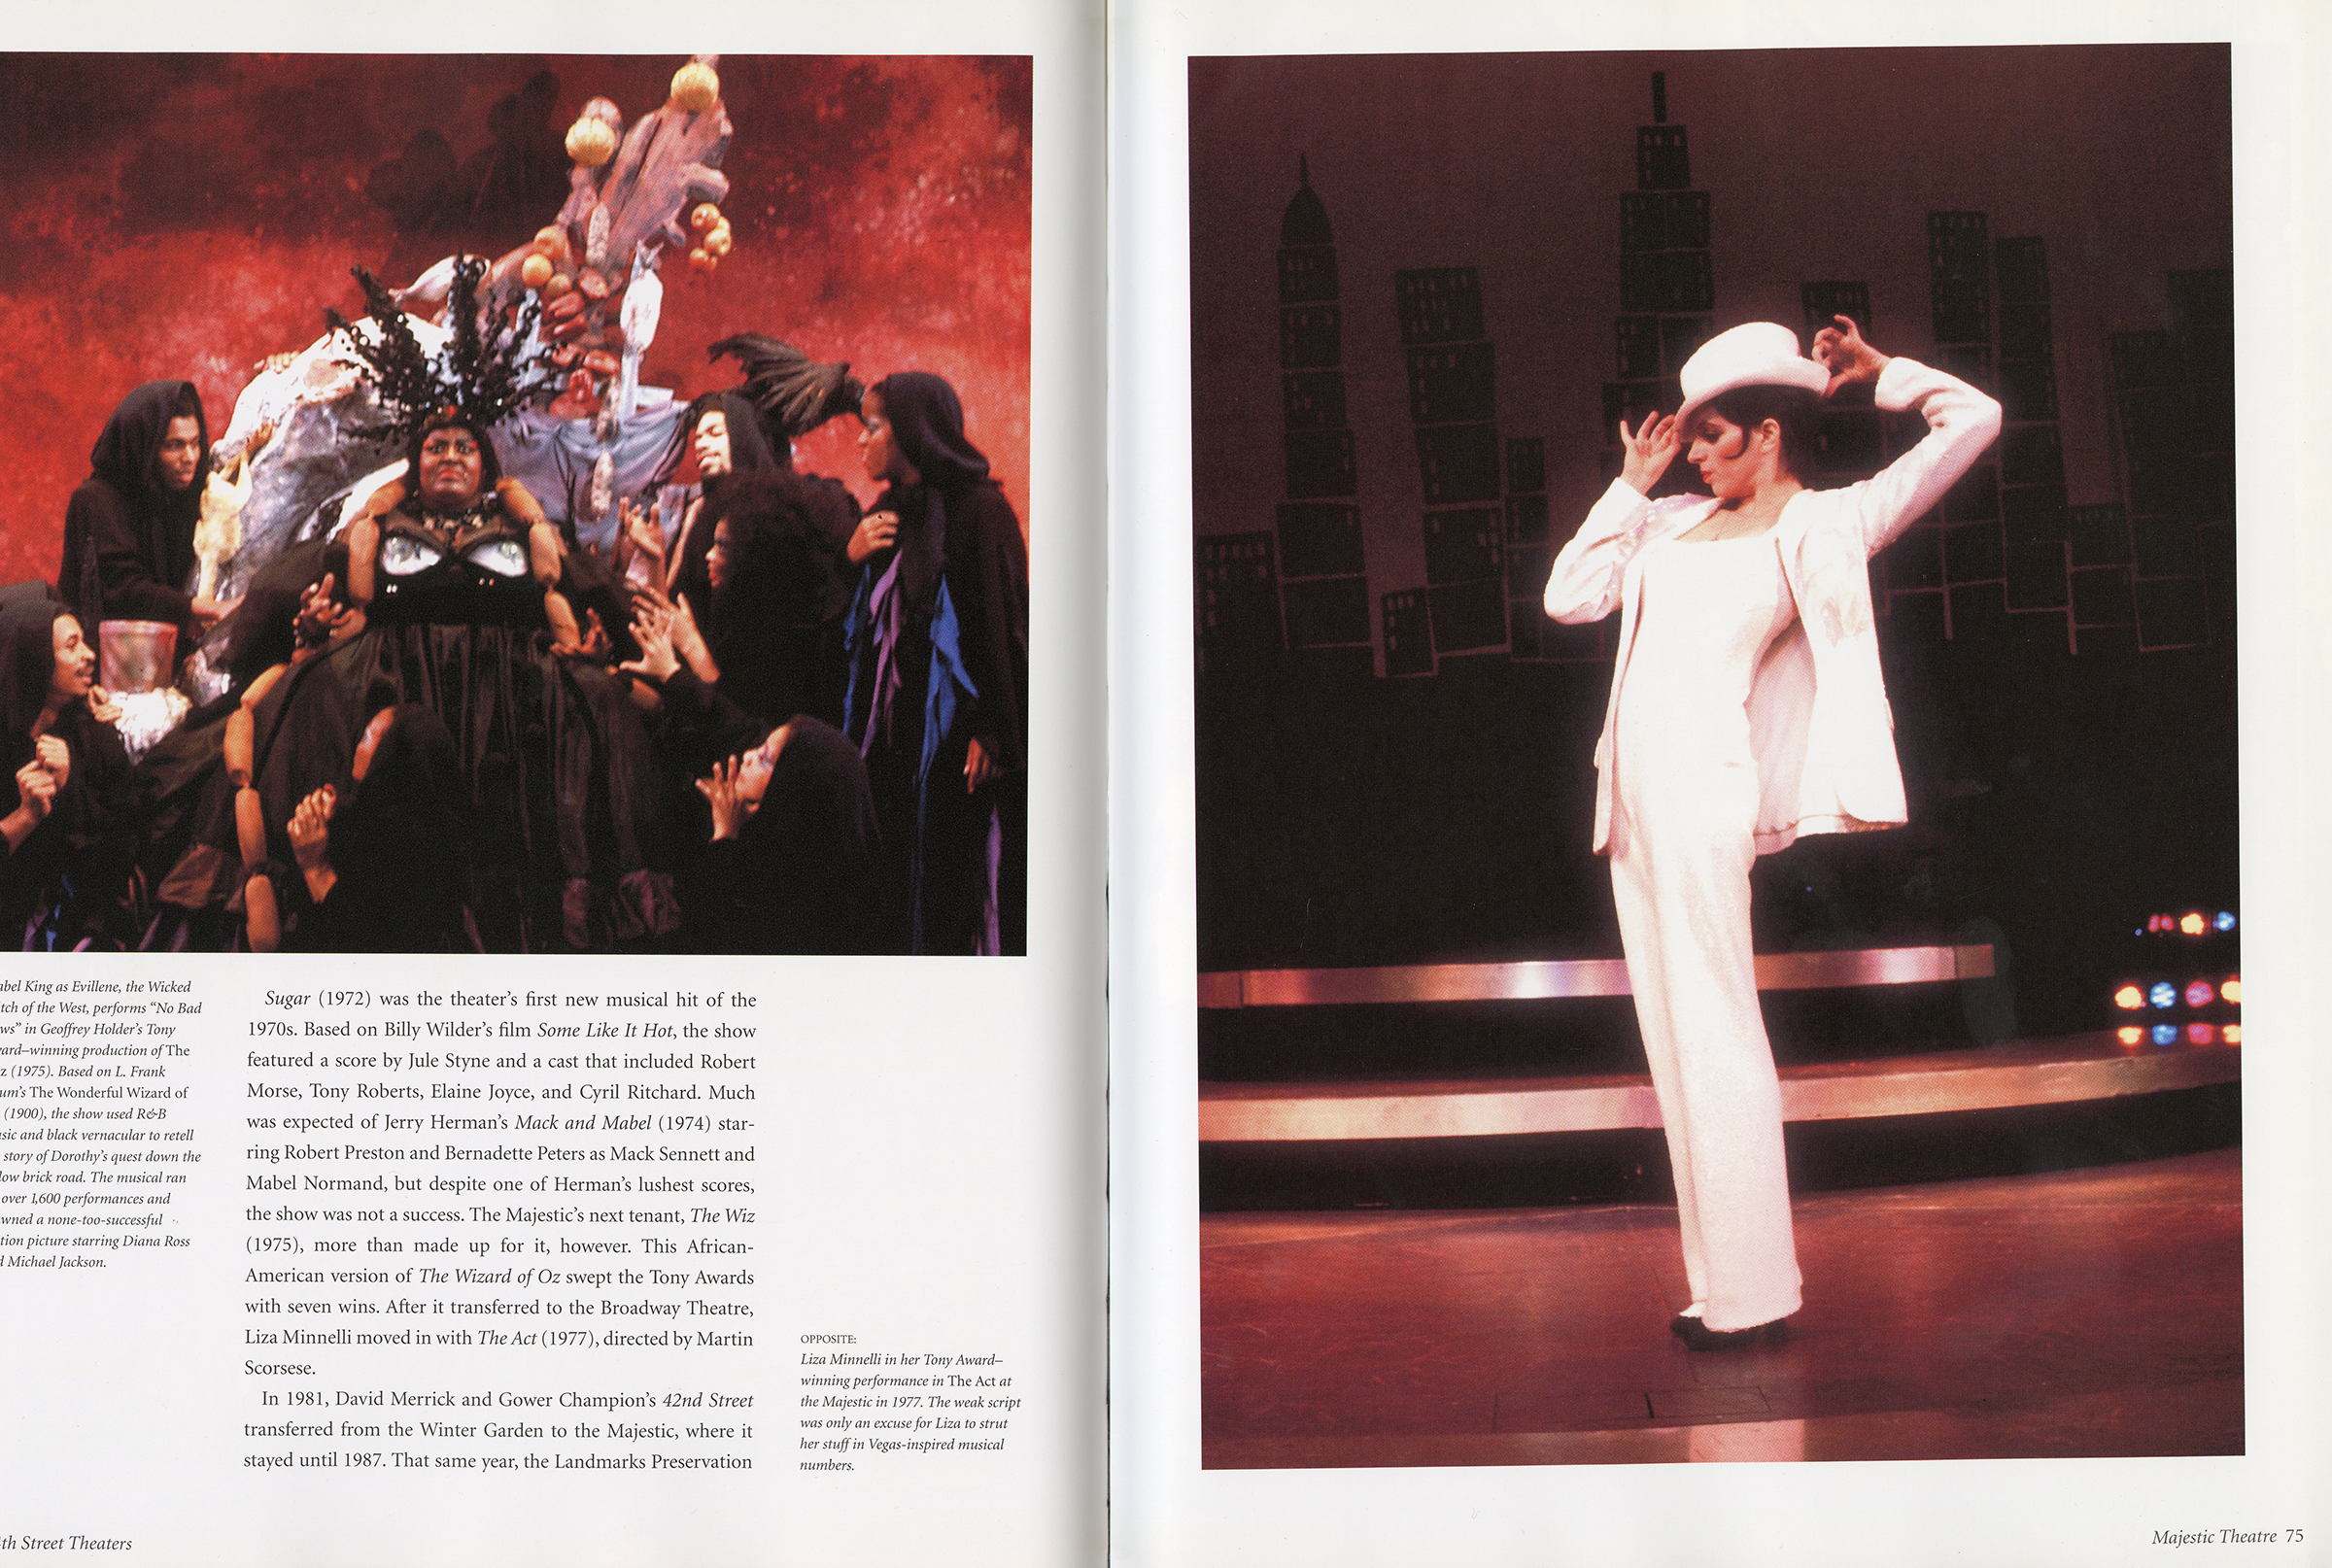 abel King as Evillene, the Wicked
tch of the West, performs “No Bad
ws” in Geoffrey Holder’s Tony
ard–winning production of The
z (1975). Based on L. Frank
um’s The Wonderful Wizard of
(1900), the show used R&B
sic and black vernacular to retell
story of Dorothy’s quest down the
low brick road. The musical ran
over 1,600 performances and
wned a none-too-successful
tion picture starring Diana Ross
d Michael Jackson.
Sugar (1972) was the theater’s first new musical hit of the
1970s. Based on Billy Wilder’s film Some Like It Hot, the show
featured a score by Jule Styne and a cast that included Robert
Morse, Tony Roberts, Elaine Joyce, and Cyril Ritchard. Much
was expected of Jerry Herman’s Mack and Mabel (1974) star-
ring Robert Preston and Bernadette Peters as Mack Sennett and
Mabel Normand, but despite one of Herman’s lushest scores,
the show was not a success. The Majestic’s next tenant, The Wiz
(1975), more than made up for it, however. This African-
American version of The Wizard of Oz swept the Tony Awards
with seven wins. After it transferred to the Broadway Theatre,
Liza Minnelli moved in with The Act (1977), directed by Martin
Scorsese.
In 1981, David Merrick and Gower Champion’s 42nd Street
transferred from the Winter Garden to the Majestic, where it
stayed until 1987. That same year, the Landmarks Preservation
OPPOSITE:
Liza Minnelli in her Tony Award–
winning performance in The Act at
the Majestic in 1977. The weak script
was only an excuse for Liza to strut
her stuff in Vegas-inspired musical
numbers.
th Street Theaters
Majestic Theatre 75